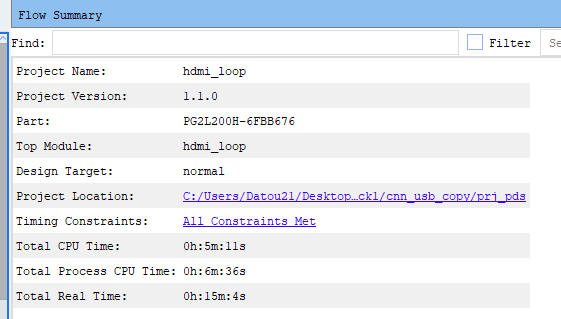 Flow Summary
Find:
Filter
Se
Project Name: hdmi_loop
Project Version: 1.1.0
Part: PG2L200H-6FBB676
Top Module: hdmi_loop
Design Target: normal
Project Location: C:/Users/Datou21/Desktop…ckl/cnn_usb_copy/prj_pds
Timing Constraints: All Constraints Met
Total CPU Time: 0h:5m:11s
Total Process CPU Time: 0h:6m:36s
Total Real Time: 0h:15m:4s